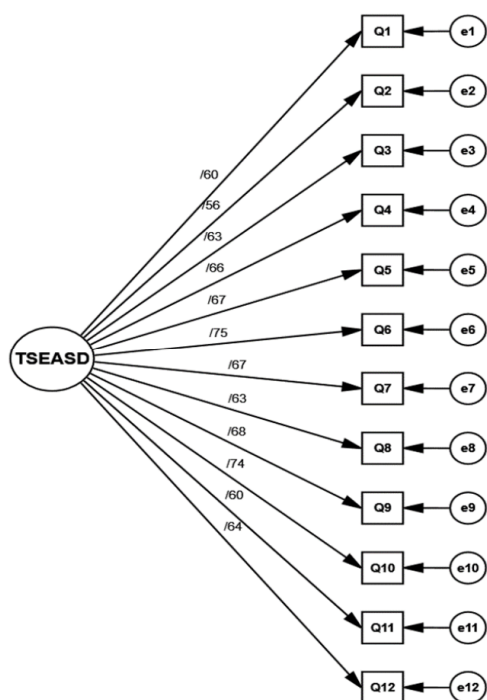 Q1 e1
Q2 e2
/60 Q3 e3
/56
/63 Q4 e4
/66
/67 Q5 e5
/75 Q6 e6
TSEASD
/67 Q7 e7
/63 Q8 e8
/68
/74 Q9 e9
/60
/64 Q10 e10
Q11 e11
Q12 e12